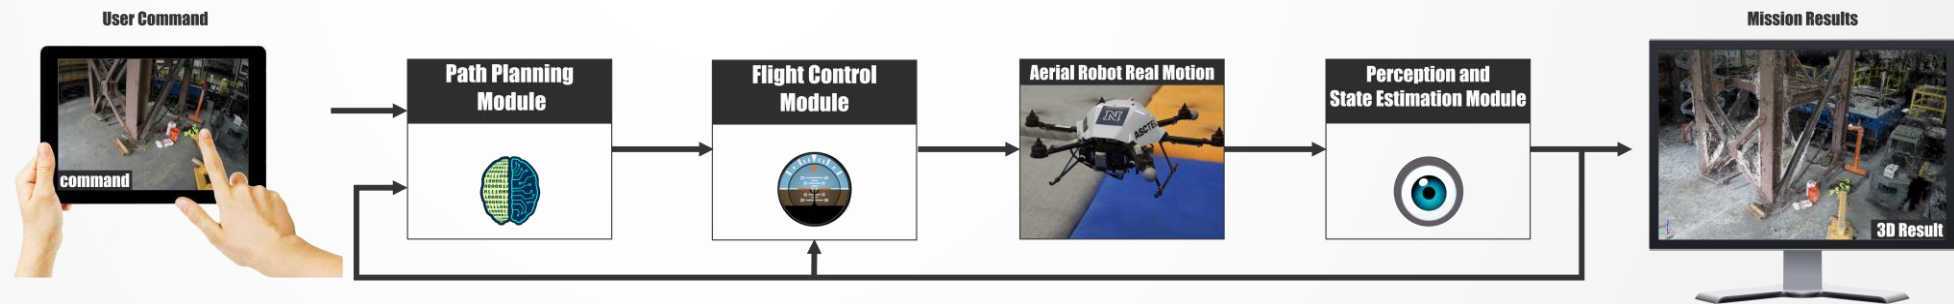 User Command
command
Path Planning
Module
Flight Control
Module
Aerial Robot Real Motion
N
ASCTEC
Perception and
State Estimation Module
Mission Results
3D Result